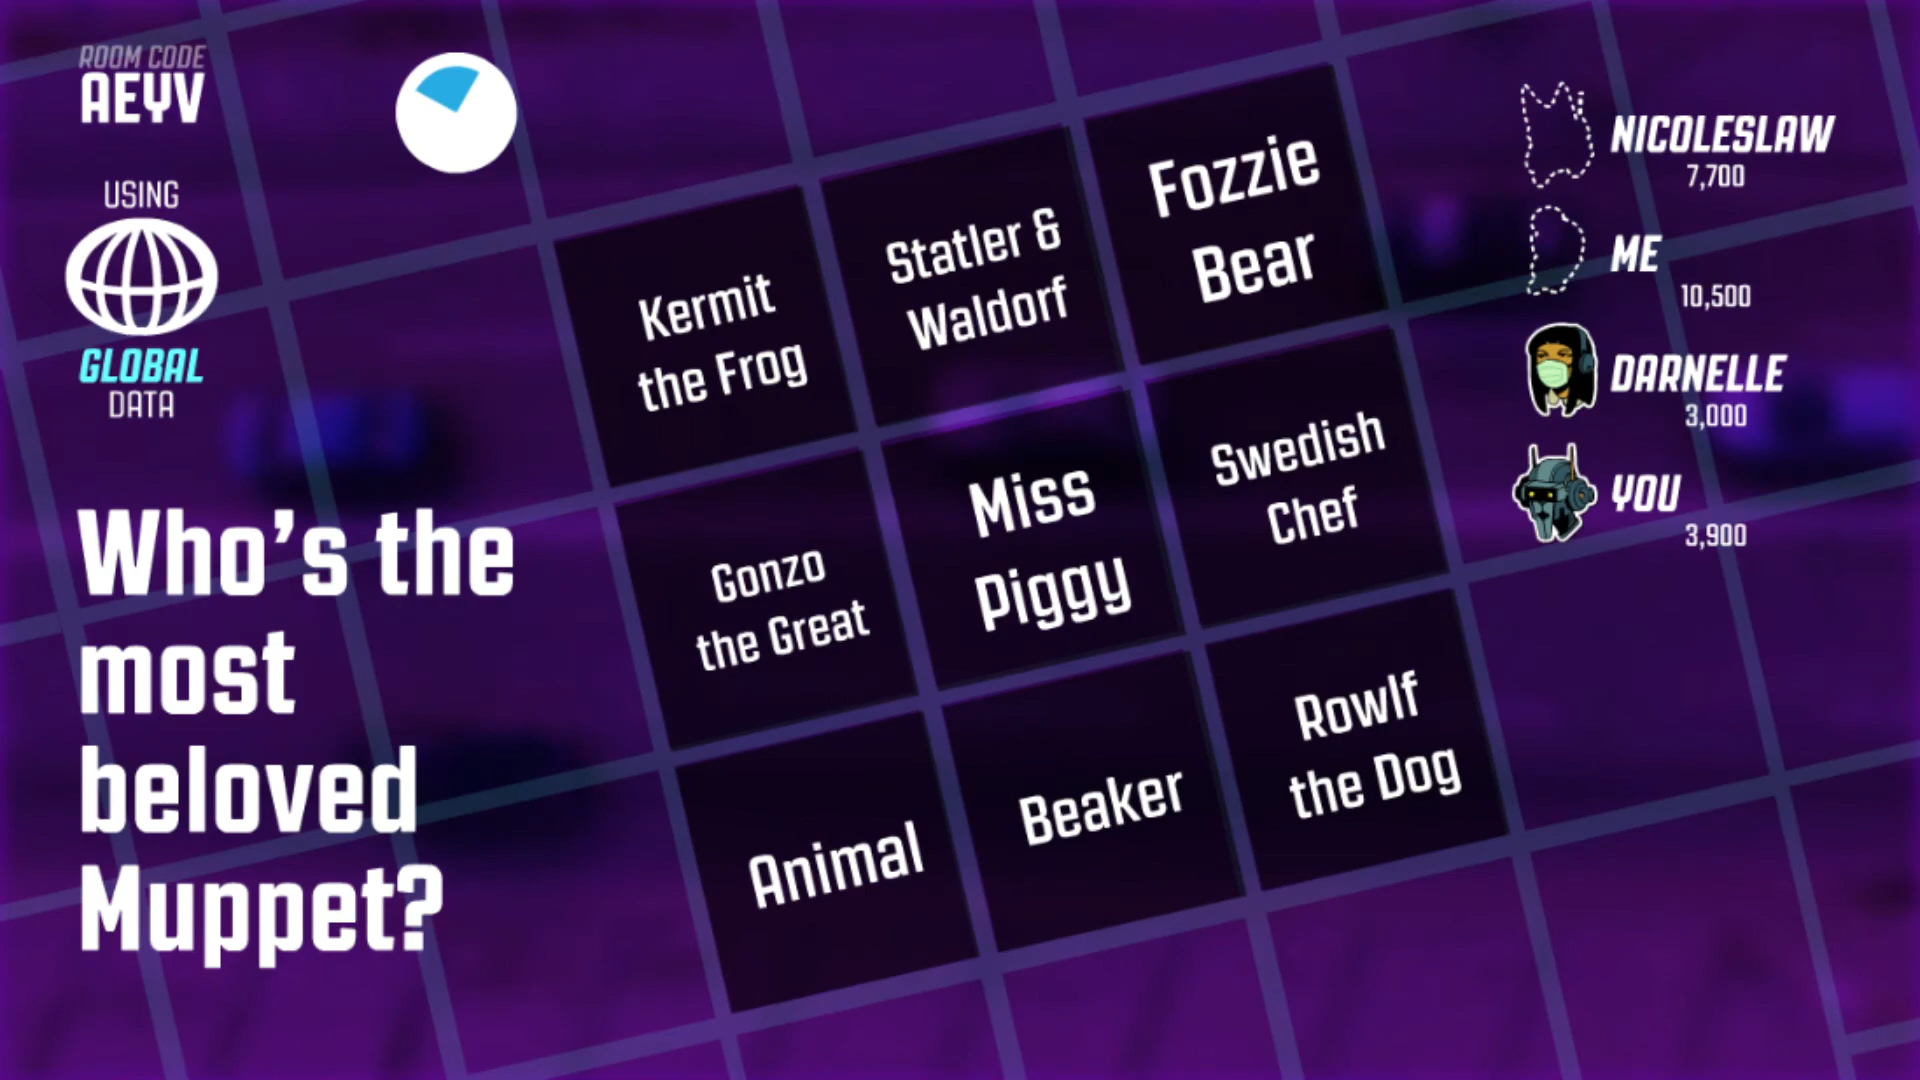 ROOM CODE
AEYV
USING
GLOBAL
DATA
Who's the
most
beloved
Muppet?
Kermit
the Frog
Statler &
Waldorf
Fozzie
Bear
Gonzo
the Great
Miss
Piggy
Swedish
Chef
Animal
Beaker
Rowlf
the Dog
NICOLESLAW
7,700
ME
10,500
DARNELLE
3,000
YOU
3,900